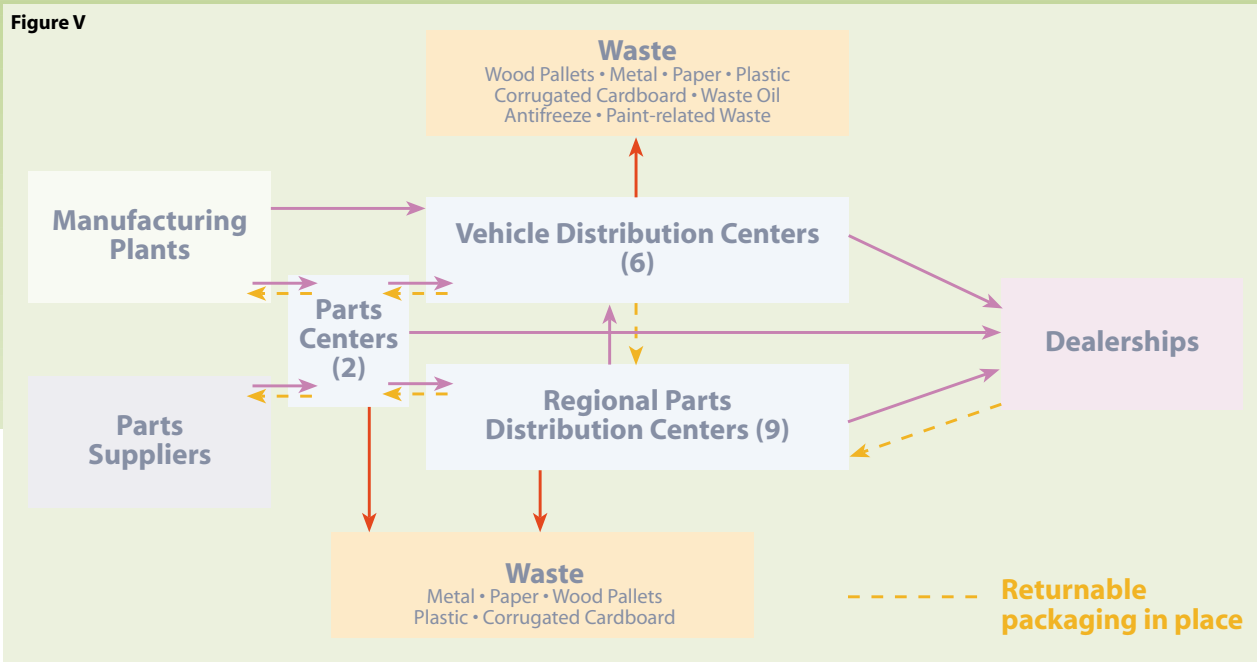 Figure V
Waste
Wood Pallets • Metal • Paper • Plastic
Corrugated Cardboard • Waste Oil
Antifreeze • Paint-related Waste
Manufacturing
Plants
Vehicle Distribution Centers
(6)
Parts
Centers
(2)
Dealerships
Parts
Suppliers
Regional Parts
Distribution Centers (9)
Waste
Metal • Paper • Wood Pallets
Plastic • Corrugated Cardboard
Returnable
packaging in place